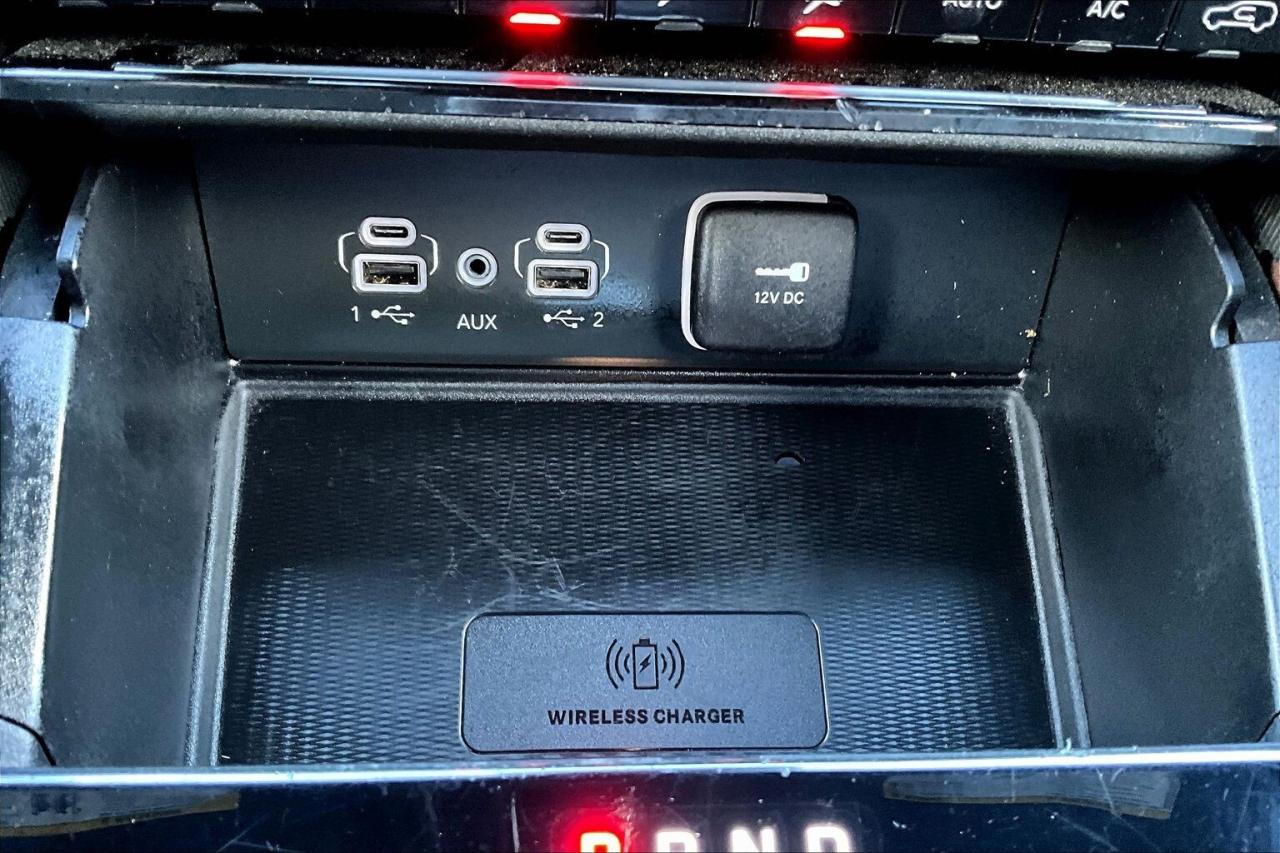 AUTO
A/C
1
AUX
2
12V DC
WIRELESS CHARGER
P R N D